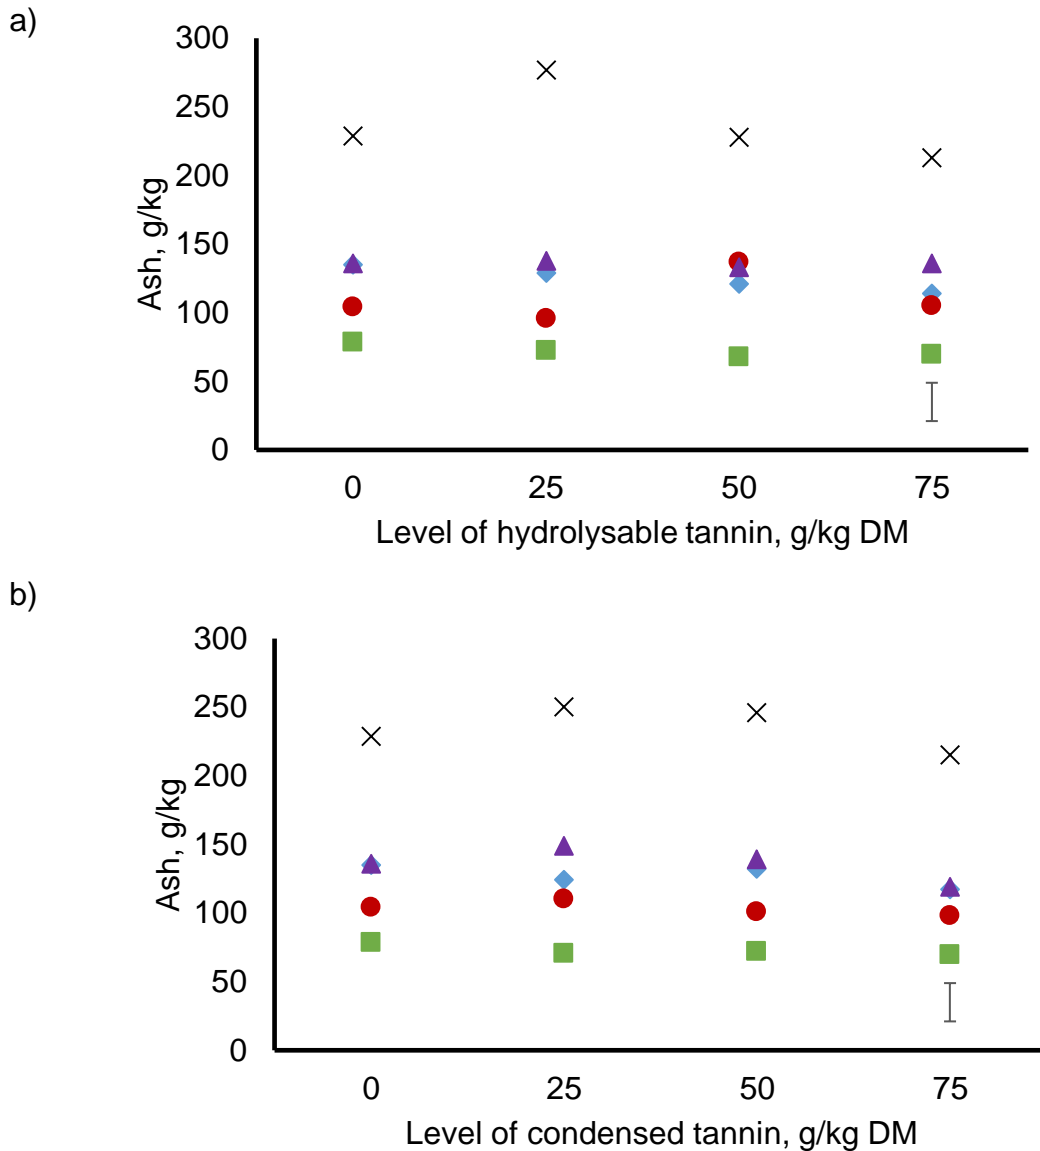 a)
300
250
200
150
100
50
0
Ash, g/kg
0 25 50 75
Level of hydrolysable tannin, g/kg DM
b)
300
250
200
150
100
50
0
Ash, g/kg
0 25 50 75
Level of condensed tannin, g/kg DM